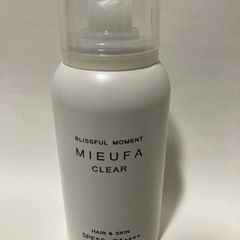 BLISSFUL MOMENT
MIEUFA
CLEAR
HAIR & SKIN